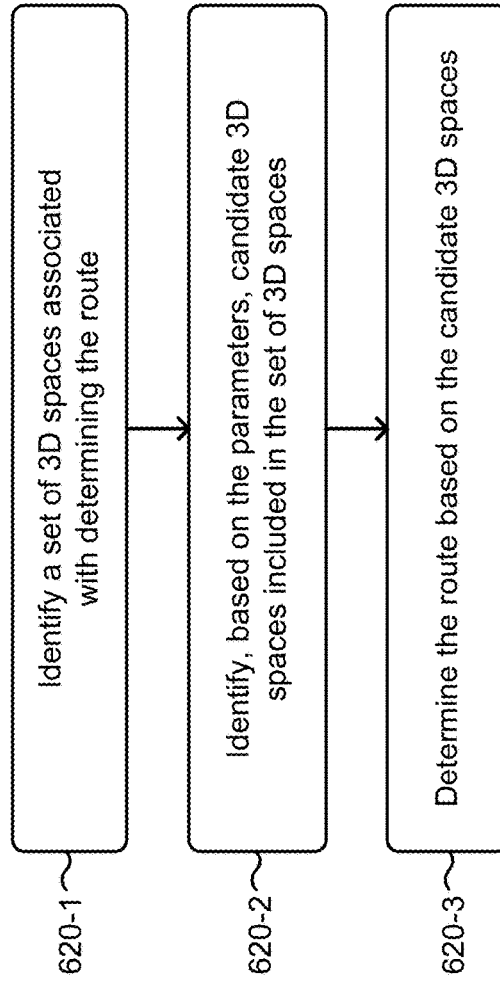 620-1
Identify a set of 3D spaces associated
with determining the route
620-2
Identify, based on the parameters, candidate 3D
spaces included in the set of 3D spaces
620-3
Determine the route based on the candidate 3D spaces